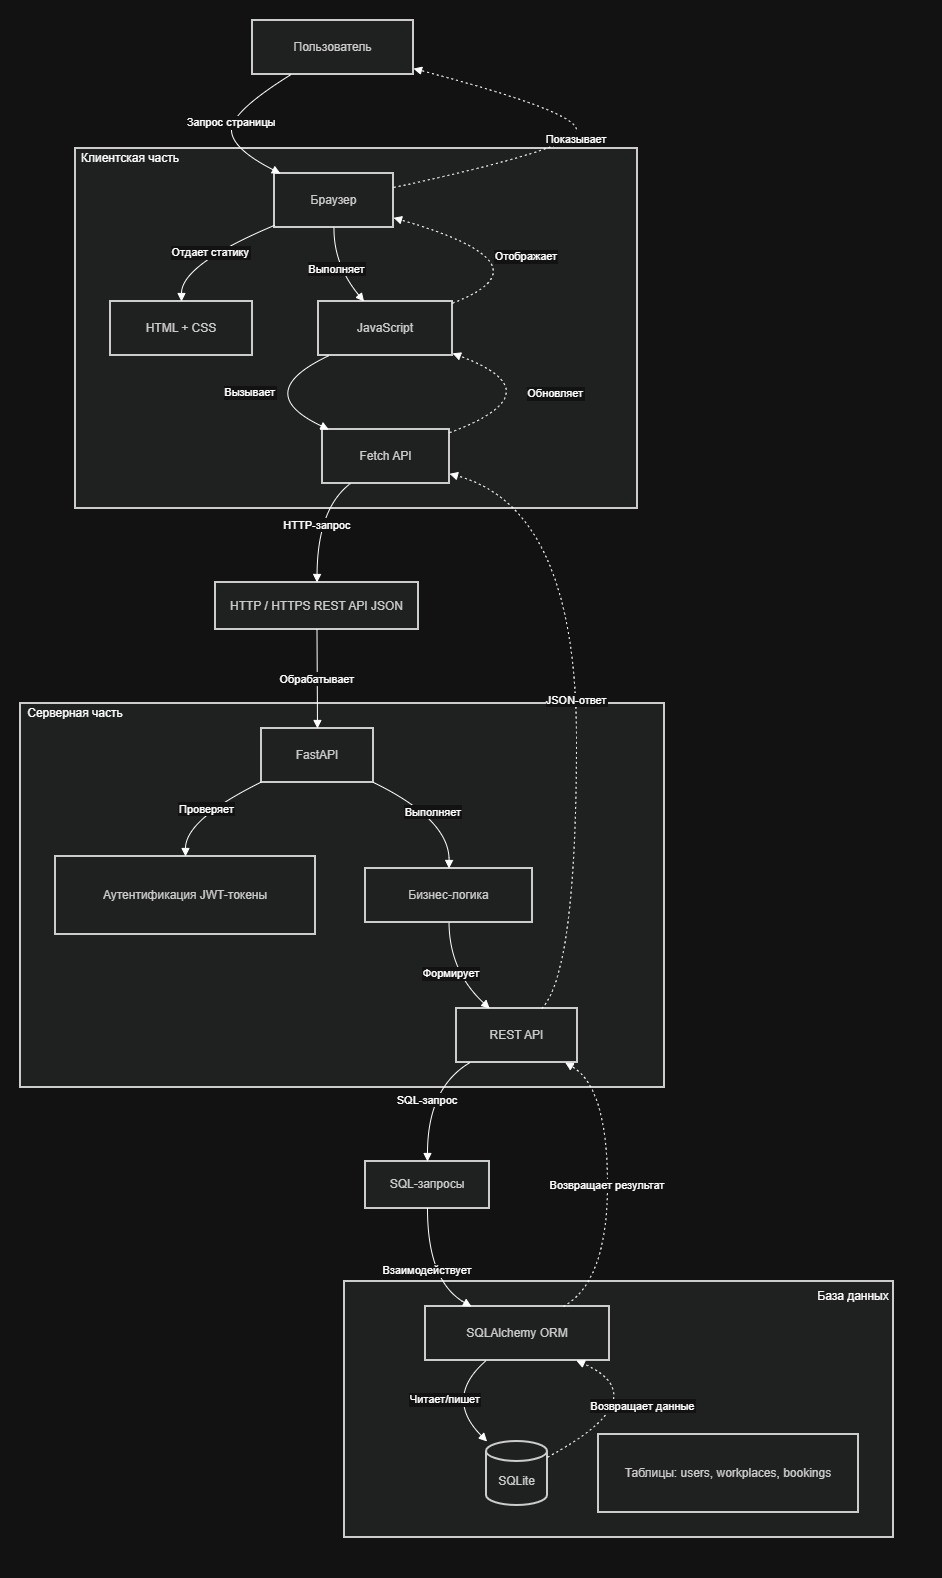 Пользователь
Запрос страницы
Показывает
Клиентская часть
Браузер
Отдает статику
Отображает
Выполняет
HTML + CSS
JavaScript
Вызывает
Обновляет
Fetch API
HTTP-запрос
HTTP / HTTPS REST API JSON
Обрабатывает
JSON-ответ
Серверная часть
FastAPI
Проверяет
Выполняет
Аутентификация JWT-токены
Бизнес-логика
Формирует
REST API
SQL-запрос
SQL-запросы
Возвращает результат
Взаимодействует
База данных
SQLAlchemy ORM
Читает/пишет
Возвращает данные
SQLite
Таблицы: users, workplaces, bookings